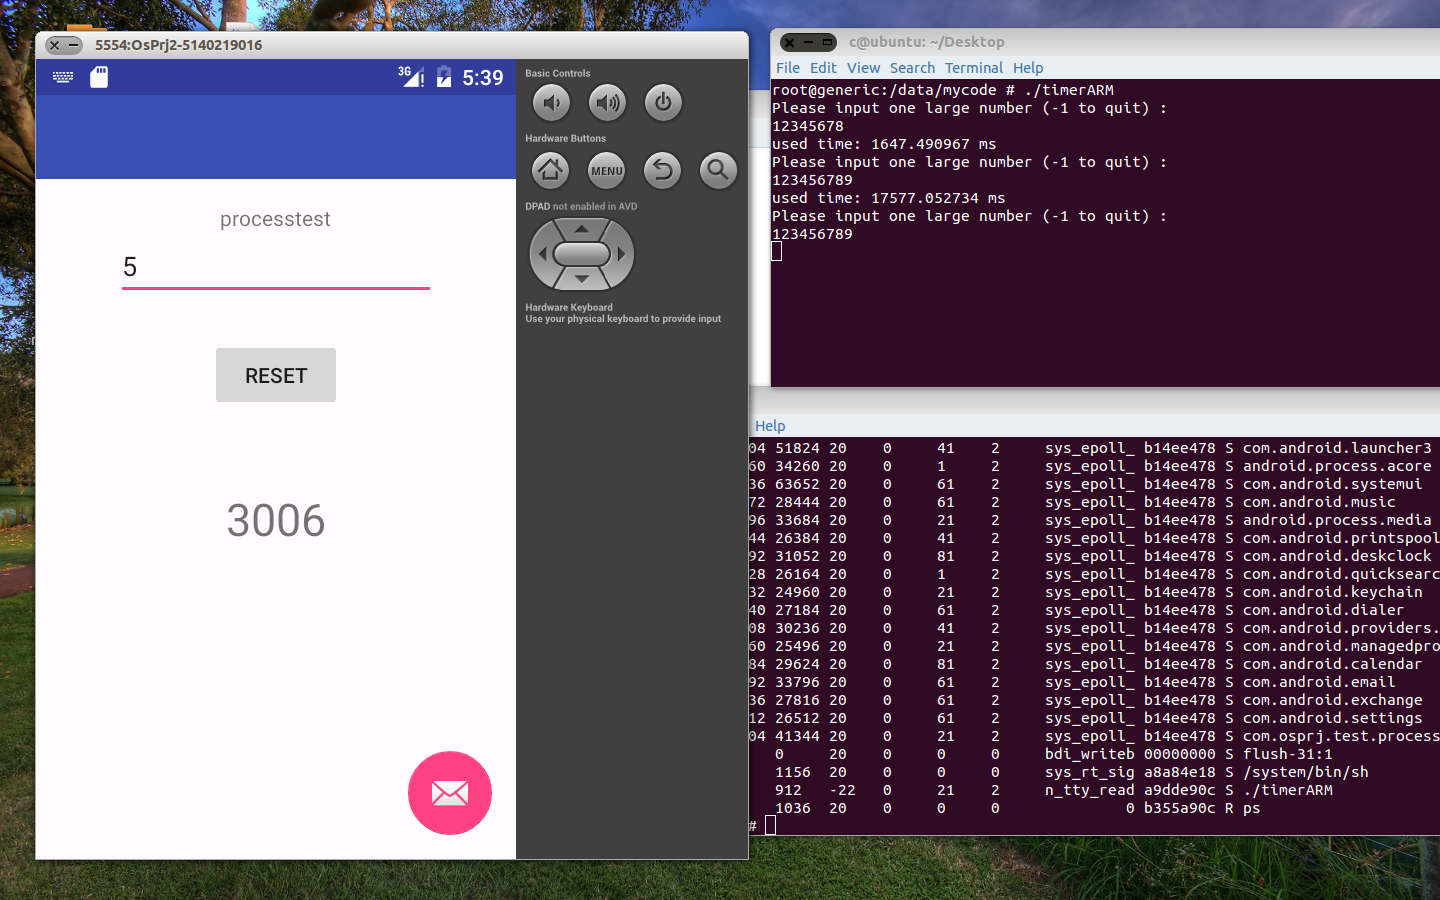 5554:OsPrj2-5140219016
3G
5:39
processtest
5
RESET
3006
Basic Controls
Hardware Buttons
MENU
DPAD not enabled in AVD
Hardware Keyboard
Use your physical keyboard to provide input
c@ubuntu: ~/Desktop
File Edit View Search Terminal Help
root@generic:/data/mycode # ./timerARM
Please input one large number (-1 to quit) :
12345678
used time: 1647.490967 ms
Please input one large number (-1 to quit) :
123456789
used time: 17577.052734 ms
Please input one large number (-1 to quit) :
123456789
Help
04 51824 20 0 41 2 sys_epoll_ b14ee478 S com.android.launcher3
60 34260 20 0 1 2 sys_epoll_ b14ee478 S android.process.acore
36 63652 20 0 61 2 sys_epoll_ b14ee478 S com.android.systemui
72 28444 20 0 61 2 sys_epoll_ b14ee478 S com.android.music
96 33684 20 0 21 2 sys_epoll_ b14ee478 S android.process.media
44 26384 20 0 41 2 sys_epoll_ b14ee478 S com.android.printspool
92 31052 20 0 81 2 sys_epoll_ b14ee478 S com.android.deskclock
28 26164 20 0 1 2 sys_epoll_ b14ee478 S com.android.quicksearc
32 24960 20 0 21 2 sys_epoll_ b14ee478 S com.android.keychain
40 27184 20 0 61 2 sys_epoll_ b14ee478 S com.android.dialer
08 30236 20 0 41 2 sys_epoll_ b14ee478 S com.android.providers.
60 25496 20 0 21 2 sys_epoll_ b14ee478 S com.android.managedpro
84 29624 20 0 81 2 sys_epoll_ b14ee478 S com.android.calendar
92 33796 20 0 61 2 sys_epoll_ b14ee478 S com.android.email
36 27816 20 0 61 2 sys_epoll_ b14ee478 S com.android.exchange
12 26512 20 0 61 2 sys_epoll_ b14ee478 S com.android.settings
04 41344 20 0 21 2 sys_epoll_ b14ee478 S com.osprj.test.process
0 20 0 0 0 bdi_writeb 00000000 S flush-31:1
1156 20 0 0 0 sys_rt_sig a8a84e18 S /system/bin/sh
912 -22 0 21 2 n_tty_read a9dde90c S ./timerARM
1036 20 0 0 0 0 b355a90c R ps
#